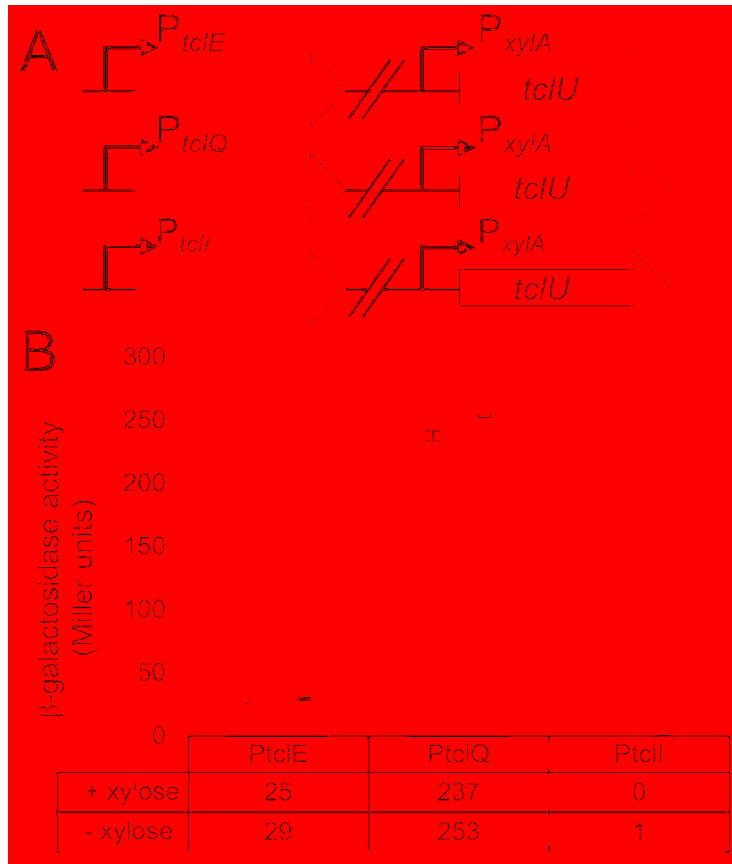 A
PtclE PxylA
tclU
PtclQ PxylA
tclU
PtclI PxylA
tclU
B
300
250
200
150
100
50
0
β-galactosidase activity
(Miller units)
PtclE PtclQ PtclI
+ xylose 25 237 0
- xylose 29 253 1